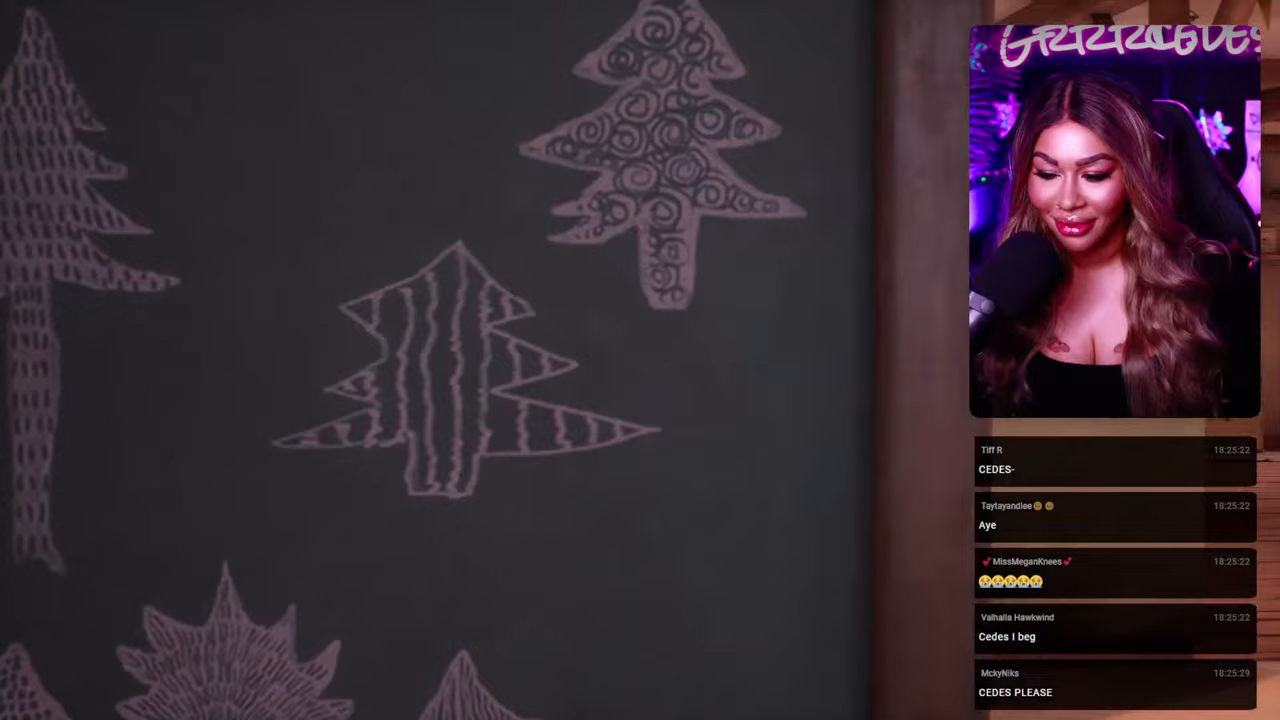 GRRRCEDES
Tiff R 18:25:22
CEDES-
Taytayandlee 18:25:22
Aye
💕MissMeganKnees💕 18:25:22
😭😭😭😭😭
Valhalla Hawkwind 18:25:22
Cedes I beg
MckyNiks 18:25:29
CEDES PLEASE